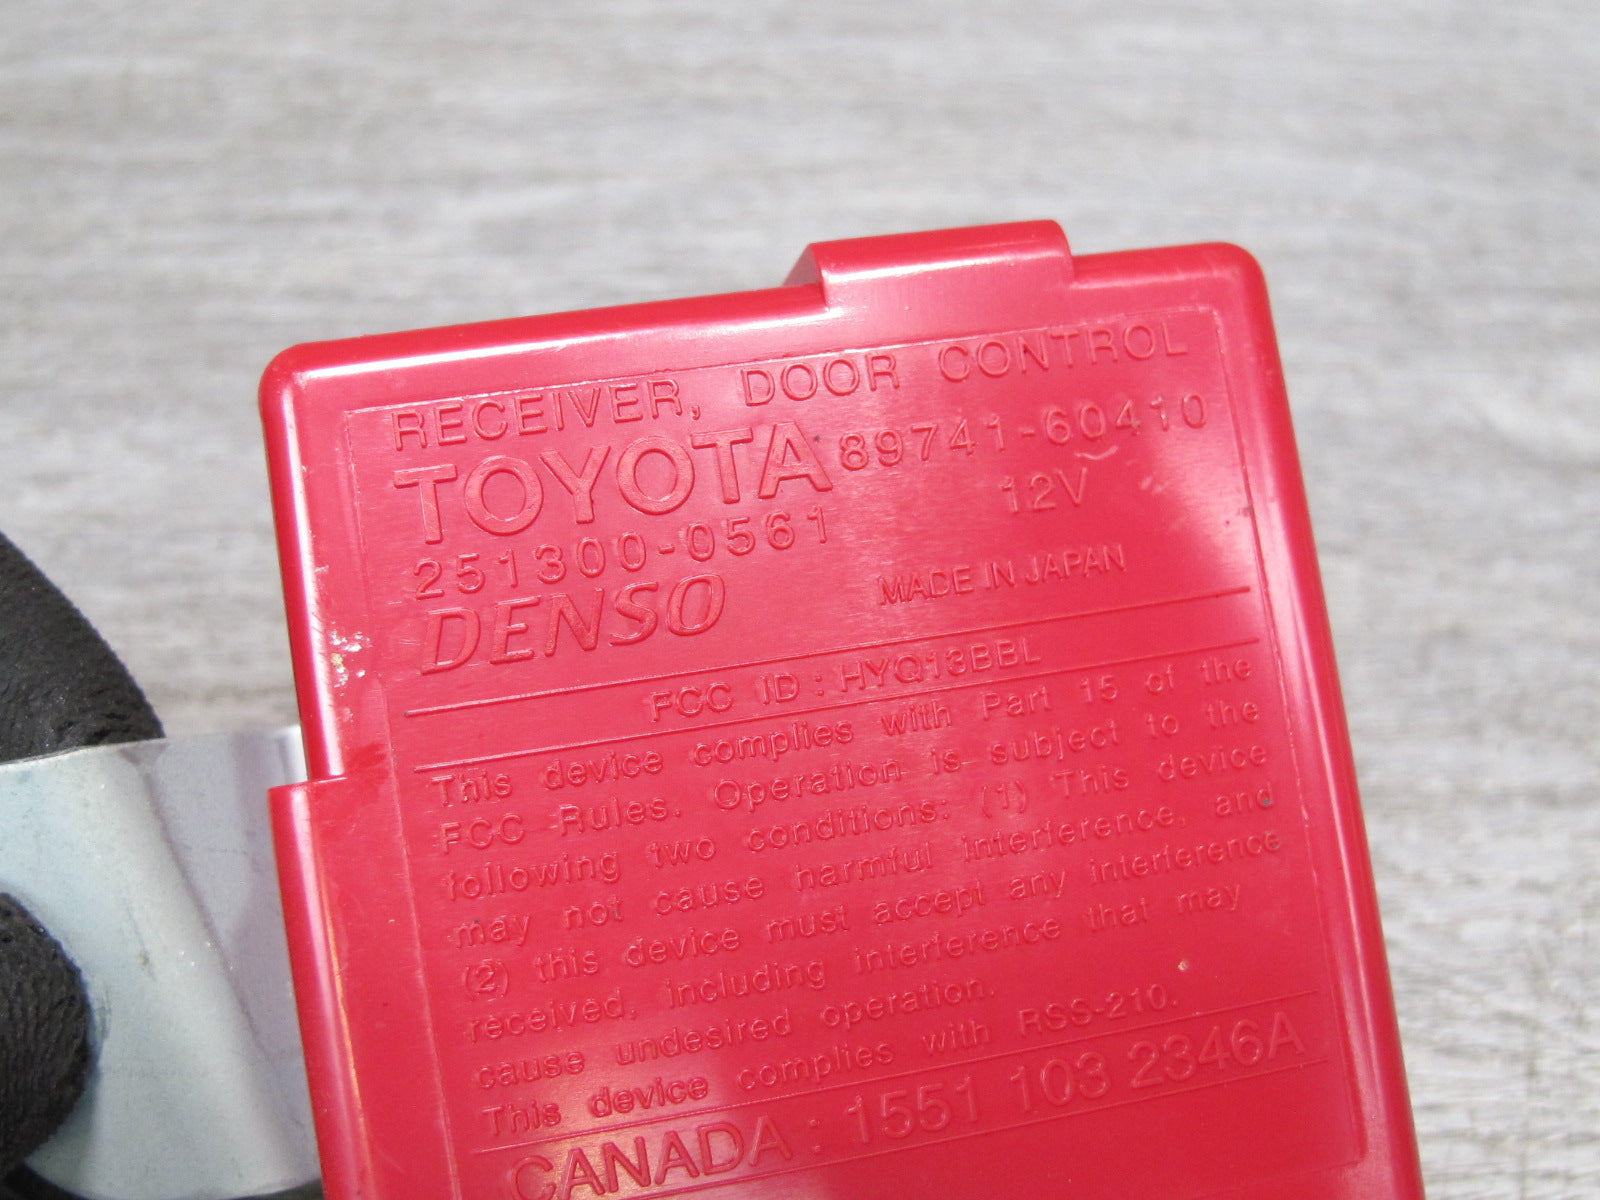 RECEIVER, DOOR CONTROL
TOYOTA 89741-60410
251300-0561 12V
DENSO MADE IN JAPAN
FCC ID : HYQ13BBL
This device complies with Part 15 of the
FCC Rules. Operation is subject to the
following two conditions: (1) This device
may not cause harmful interference, and
(2) this device must accept any interference
received, including interference that may
cause undesired operation.
This device complies with RSS-210.
CANADA : 1551 103 2346A